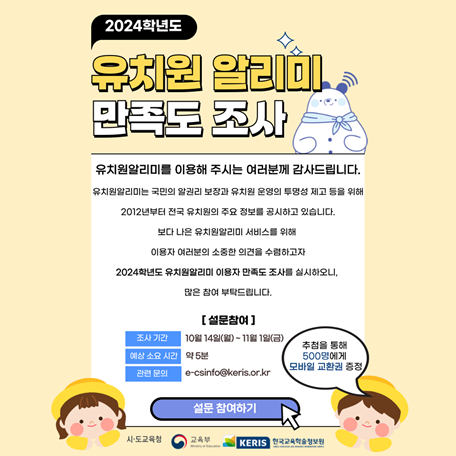 2024학년도
유치원 알리미
만족도 조사
유치원알리미를 이용해 주시는 여러분께 감사드립니다.
유치원알리미는 국민의 알권리 보장과 유치원 운영의 투명성 제고 등을 위해
2012년부터 전국 유치원의 주요 정보를 공시하고 있습니다.
보다 나은 유치원알리미 서비스를 위해
이용자 여러분의 소중한 의견을 수렴하고자
2024학년도 유치원알리미 이용자 만족도 조사를 실시하오니,
많은 참여 부탁드립니다.
[ 설문참여 ]
조사 기간 10월 14일(월) ~ 11월 1일(금)
예상 소요 시간 약 5분
관련 문의 e-csinfo@keris.or.kr
추첨을 통해
500명에게
모바일 교환권 증정
설문 참여하기
시·도교육청 교육부 KERIS 한국교육학술정보원
Ministry of Education